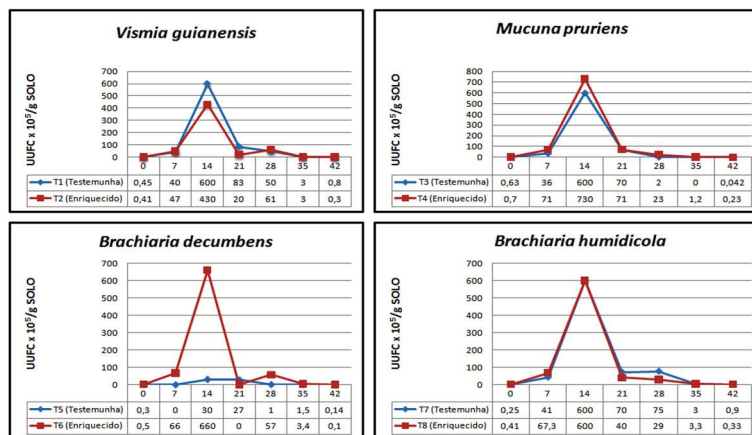 Vismia guianensis
UUFC x 10⁵/g SOLO
700
600
500
400
300
200
100
0
0 7 14 21 28 35 42
T1 (Testemunha) 0,45 40 600 83 50 3 0,8
T2 (Enriquecido) 0,41 47 430 20 61 3 0,3
Mucuna pruriens
UUFC x 10⁵/g SOLO
800
700
600
500
400
300
200
100
0
0 7 14 21 28 35 42
T3 (Testemunha) 0,63 36 600 70 2 0 0,042
T4 (Enriquecido) 0,7 71 730 71 23 1,2 0,23
Brachiaria decumbens
UUFC x 10⁵/g SOLO
700
600
500
400
300
200
100
0
0 7 14 21 28 35 42
T5 (Testemunha) 0,3 0 30 27 1 1,5 0,14
T6 (Enriquecido) 0,5 66 660 0 57 3,4 0,1
Brachiaria humidicola
UUFC x 10⁵/g SOLO
700
600
500
400
300
200
100
0
0 7 14 21 28 35 42
T7 (Testemunha) 0,25 41 600 70 75 3 0,9
T8 (Enriquecido) 0,41 67,3 600 40 29 3,3 0,33